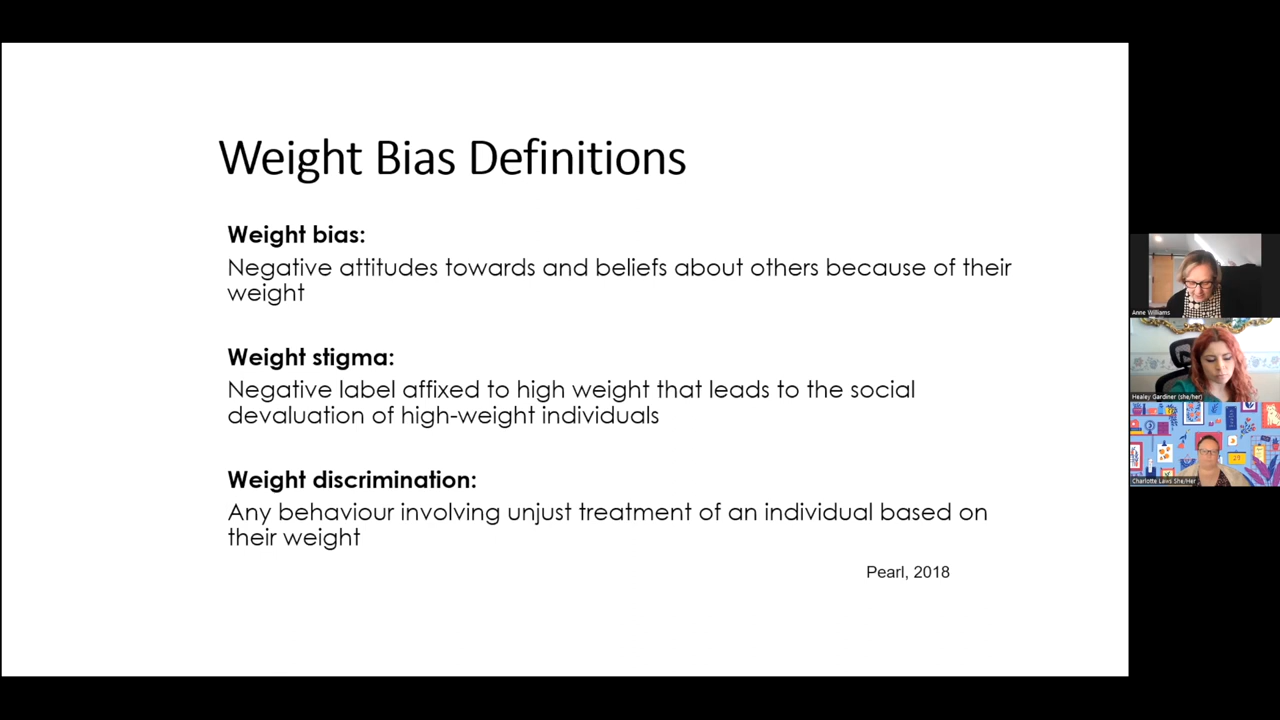 Weight Bias Definitions
Weight bias:
Negative attitudes towards and beliefs about others because of their
weight
Weight stigma:
Negative label affixed to high weight that leads to the social
devaluation of high-weight individuals
Weight discrimination:
Any behaviour involving unjust treatment of an individual based on
their weight
Pearl, 2018
Anne Williams
Healey Gardiner (she/her)
Charlotte Laws She/Her